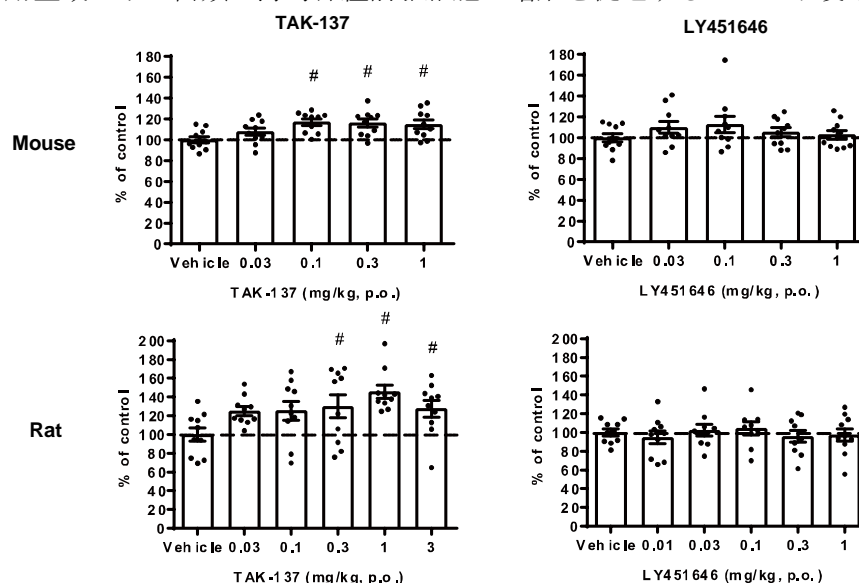 TAK-137
LY451646
Mouse
% of control
180
160
140
120
100
80
60
40
20
0
# # #
Vehicle 0.03 0.1 0.3 1
TAK-137 (mg/kg, p.o.)
% of control
180
160
140
120
100
80
60
40
20
0
Vehicle 0.03 0.1 0.3 1
LY451646 (mg/kg, p.o.)
Rat
% of control
200
180
160
140
120
100
80
60
40
20
0
# # #
Vehicle 0.03 0.1 0.3 1 3
TAK-137 (mg/kg, p.o.)
% of control
200
180
160
140
120
100
80
60
40
20
0
Vehicle 0.01 0.03 0.1 0.3 1
LY451646 (mg/kg, p.o.)